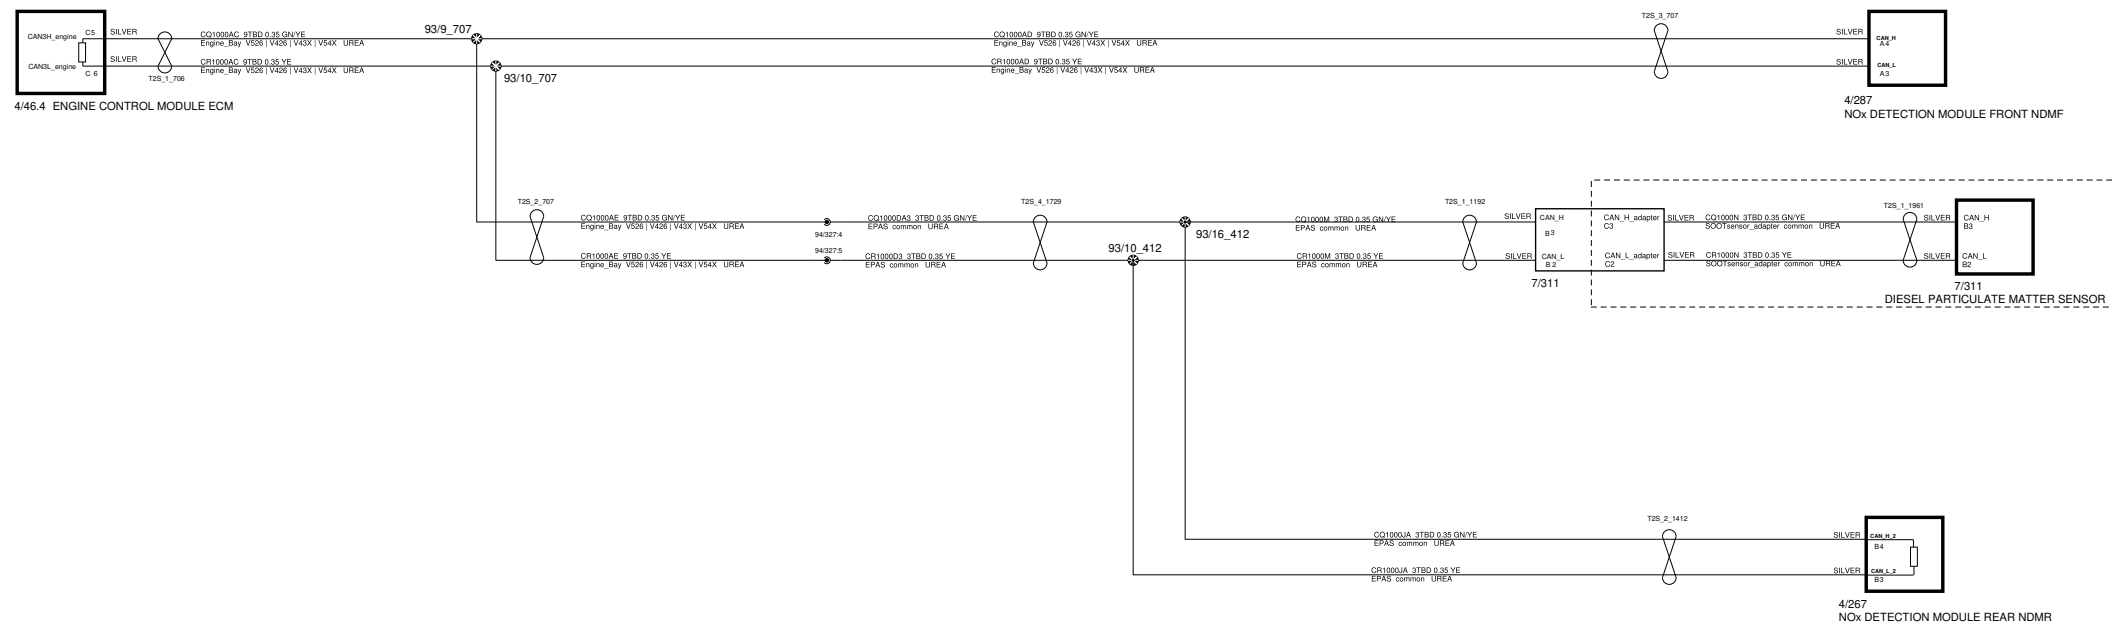 CAN3H_engine
C5
SILVER
CAN3L_engine
C 6
SILVER
T2S_1_706
4/46.4 ENGINE CONTROL MODULE ECM
CQ1000AC 9TBD 0.35 GN/YE
Engine_Bay V526 | V426 | V43X | V54X UREA
CR1000AC 9TBD 0.35 YE
Engine_Bay V526 | V426 | V43X | V54X UREA
93/9_707
93/10_707
CQ1000AD 9TBD 0.35 GN/YE
Engine_Bay V526 | V426 | V43X | V54X UREA
CR1000AD 9TBD 0.35 YE
Engine_Bay V526 | V426 | V43X | V54X UREA
T2S_3_707
SILVER
CAN_H
A4
SILVER
CAN_L
A3
4/287
NOx DETECTION MODULE FRONT NDMF
T2S_2_707
CQ1000AE 9TBD 0.35 GN/YE
Engine_Bay V526 | V426 | V43X | V54X UREA
CR1000AE 9TBD 0.35 YE
Engine_Bay V526 | V426 | V43X | V54X UREA
94/327:4
94/327:5
CQ1000DA3 3TBD 0.35 GN/YE
EPAS common UREA
CR1000D3 3TBD 0.35 YE
EPAS common UREA
T2S_4_1729
93/10_412
93/16_412
CQ1000M 3TBD 0.35 GN/YE
EPAS common UREA
CR1000M 3TBD 0.35 YE
EPAS common UREA
T2S_1_1192
SILVER
CAN_H
B3
SILVER
CAN_L
B2
7/311
CAN_H_adapter
C3
SILVER
CAN_L_adapter
C2
SILVER
CQ1000N 3TBD 0.35 GN/YE
SOOTsensor_adapter common UREA
CR1000N 3TBD 0.35 YE
SOOTsensor_adapter common UREA
T2S_1_1961
SILVER
CAN_H
B3
SILVER
CAN_L
B2
7/311
DIESEL PARTICULATE MATTER SENSOR
CQ1000JA 3TBD 0.35 GN/YE
EPAS common UREA
CR1000JA 3TBD 0.35 YE
EPAS common UREA
T2S_2_1412
SILVER
CAN_H_2
B4
SILVER
CAN_L_2
B3
4/267
NOx DETECTION MODULE REAR NDMR